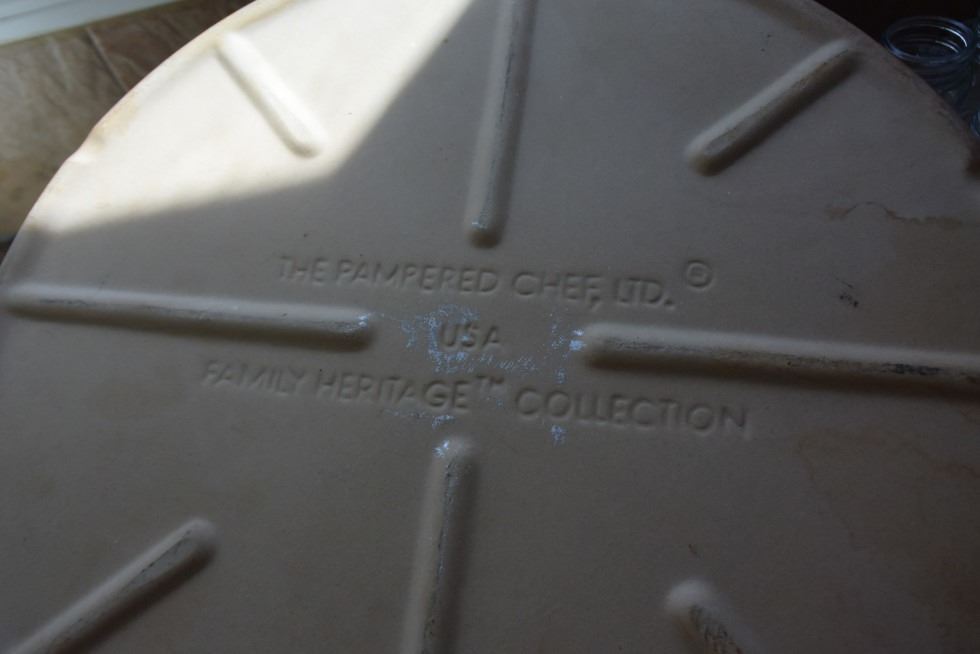 THE PAMPERED CHEF, LTD. ®
USA
FAMILY HERITAGE™ COLLECTION